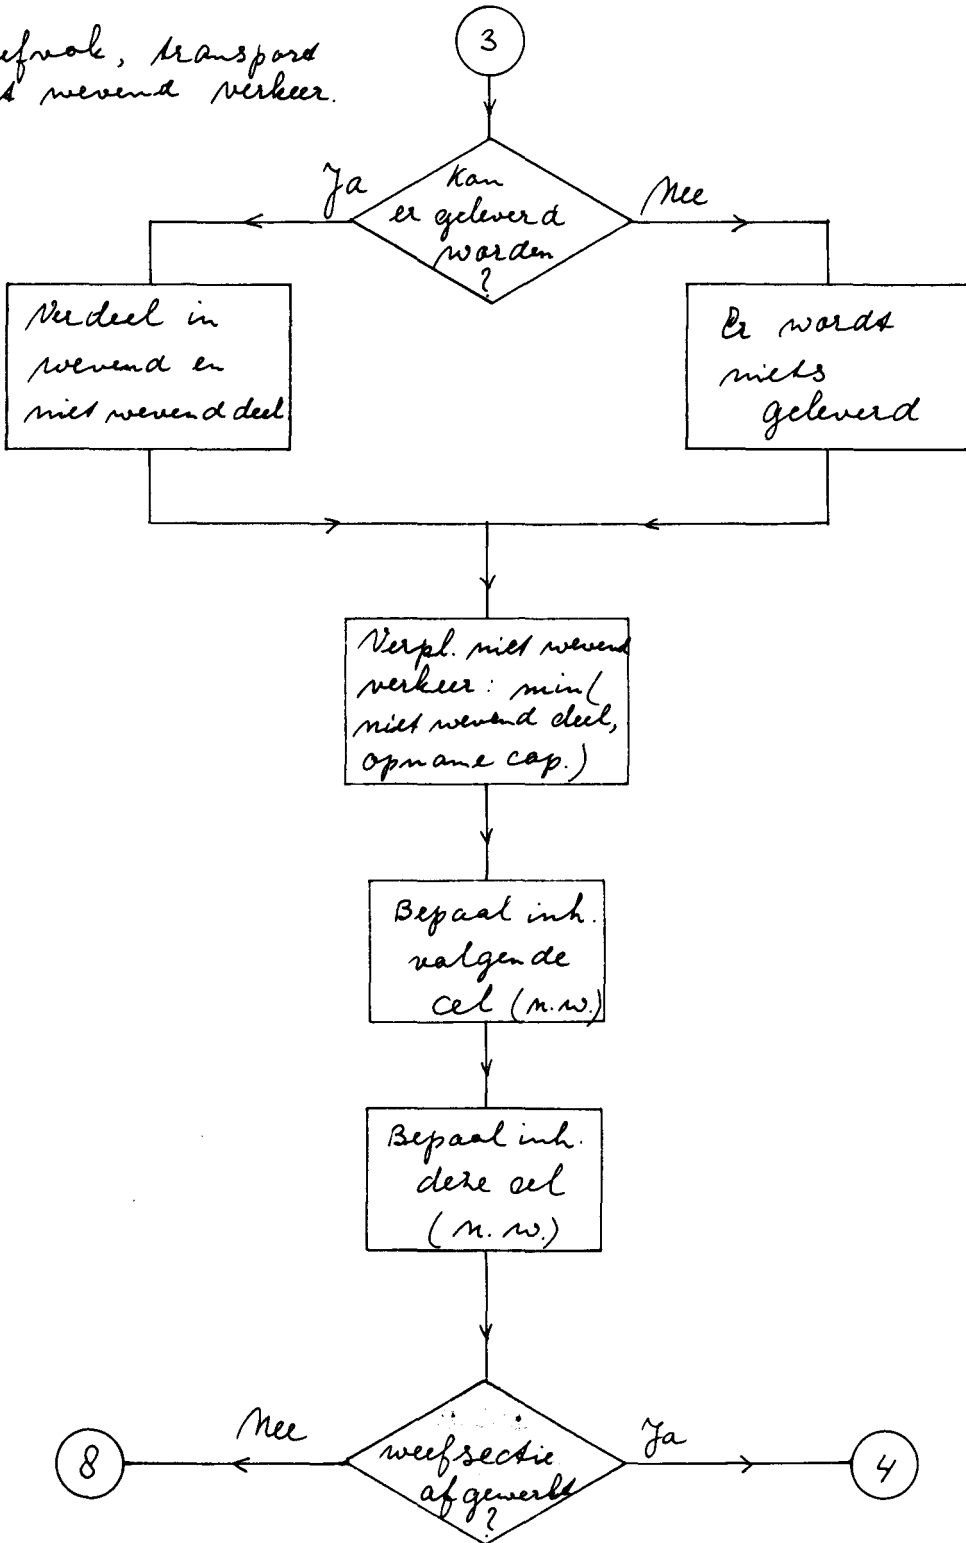 transport
wevend verkeer.
3
Kan
er geleverd
worden
?
Ja
Nee
Verdeel in
wevend en
niet wevend deel
Er wordt
niets
geleverd
Verpl. niet wevend
verkeer: min(
niet wevend deel,
opname cap.)
Bepaal inh.
volgende
cel (n.w.)
Bepaal inh.
deze cel
(n.w.)
weefsectie
afgewerkt
?
Nee
Ja
8
4